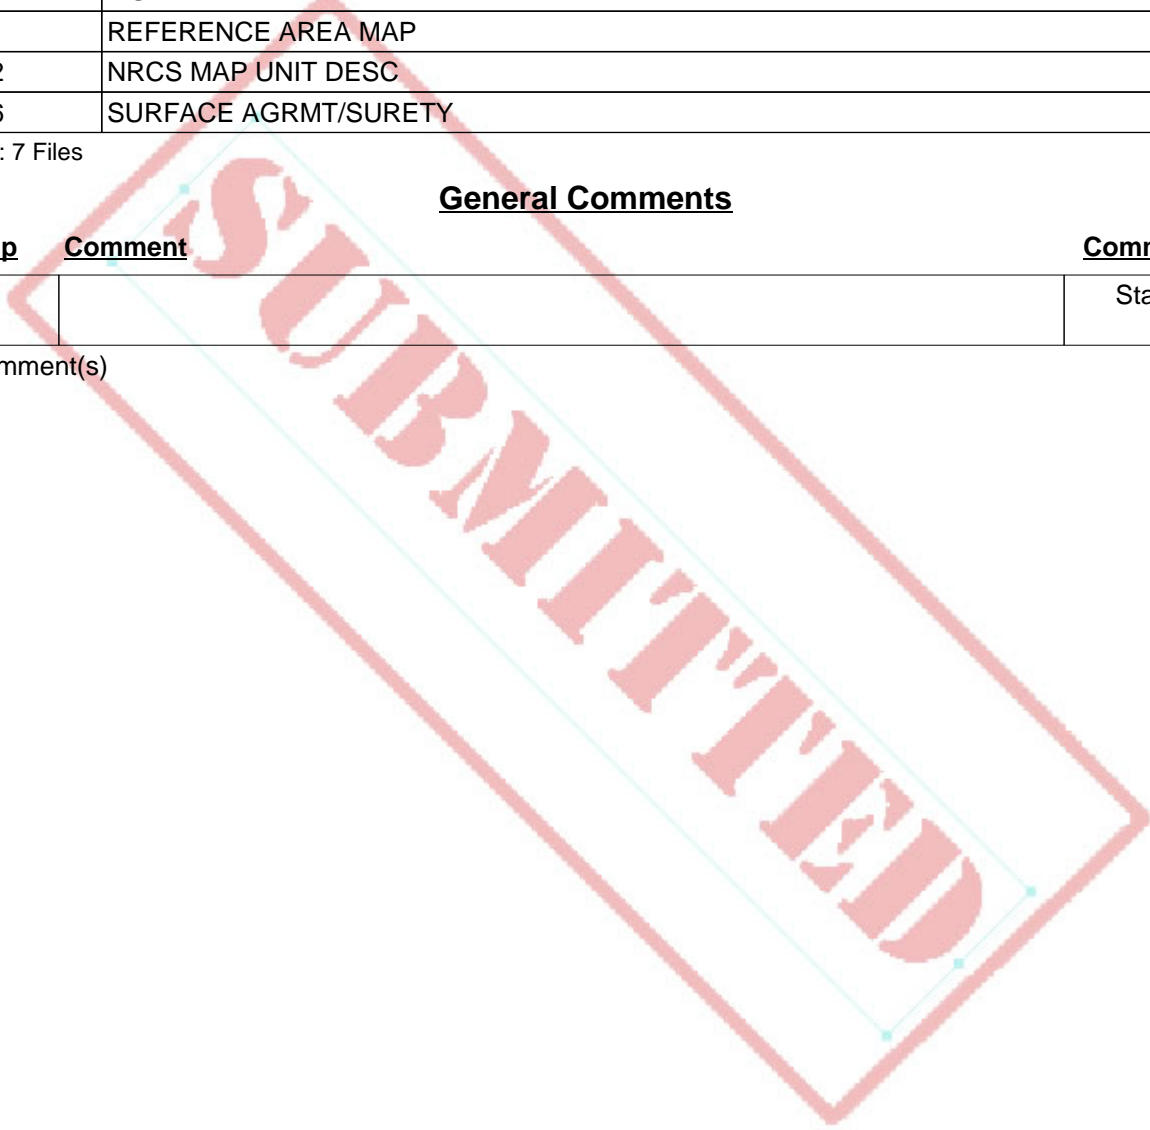 REFERENCE AREA MAP
2 NRCS MAP UNIT DESC
6 SURFACE AGRMT/SURETY
: 7 Files
General Comments
p Comment Comm
Sta
mment(s)
SUBMITTED